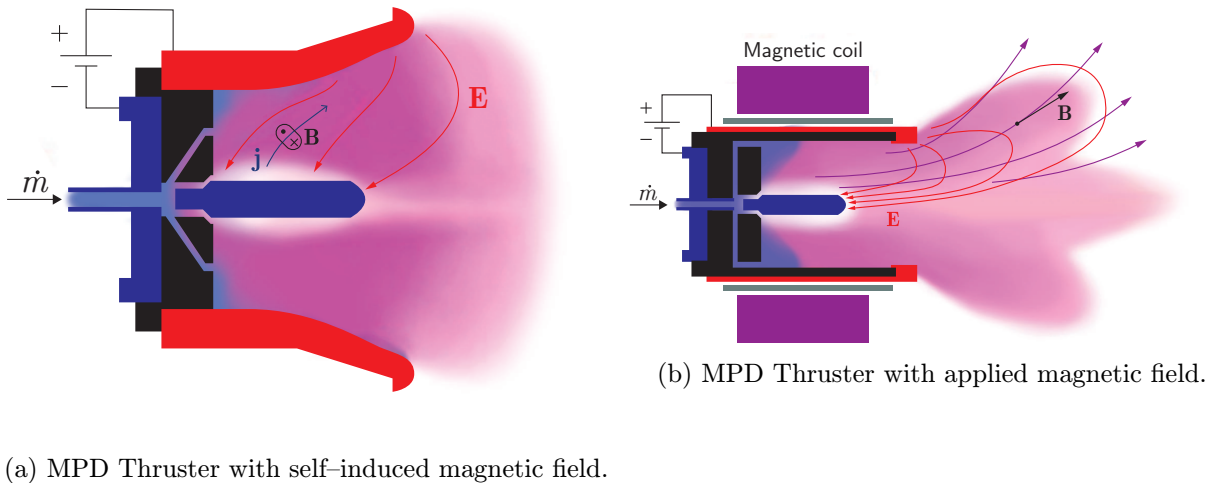 +
−
ṁ
E
B
j
(a) MPD Thruster with self–induced magnetic field.
Magnetic coil
+
−
ṁ
B
E
(b) MPD Thruster with applied magnetic field.